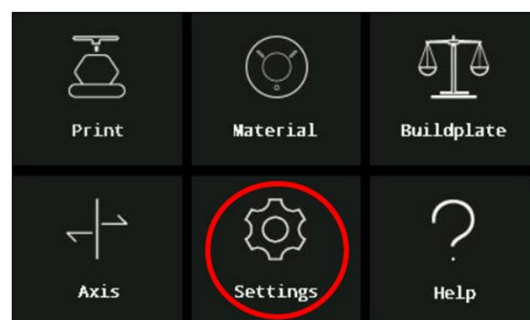 Print
Material
Buildplate
Axis
Settings
Help